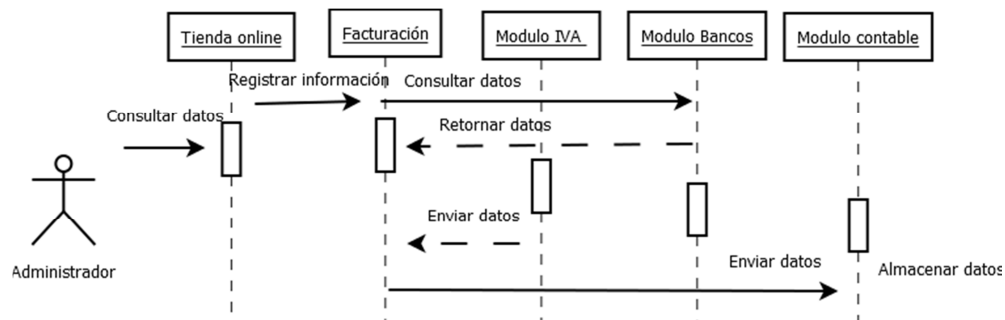 Tienda online
Facturación
Modulo IVA
Modulo Bancos
Modulo contable
Registrar información
Consultar datos
Consultar datos
Retornar datos
Enviar datos
Enviar datos
Almacenar datos
Administrador